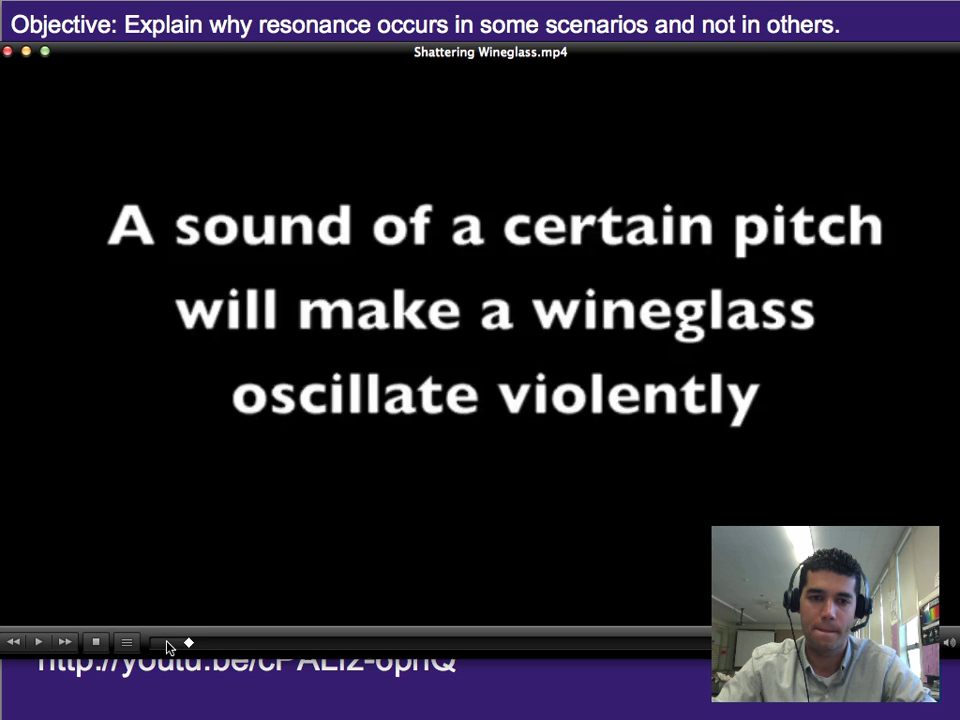 Objective: Explain why resonance occurs in some scenarios and not in others.
Shattering Wineglass.mp4
A sound of a certain pitch
will make a wineglass
oscillate violently